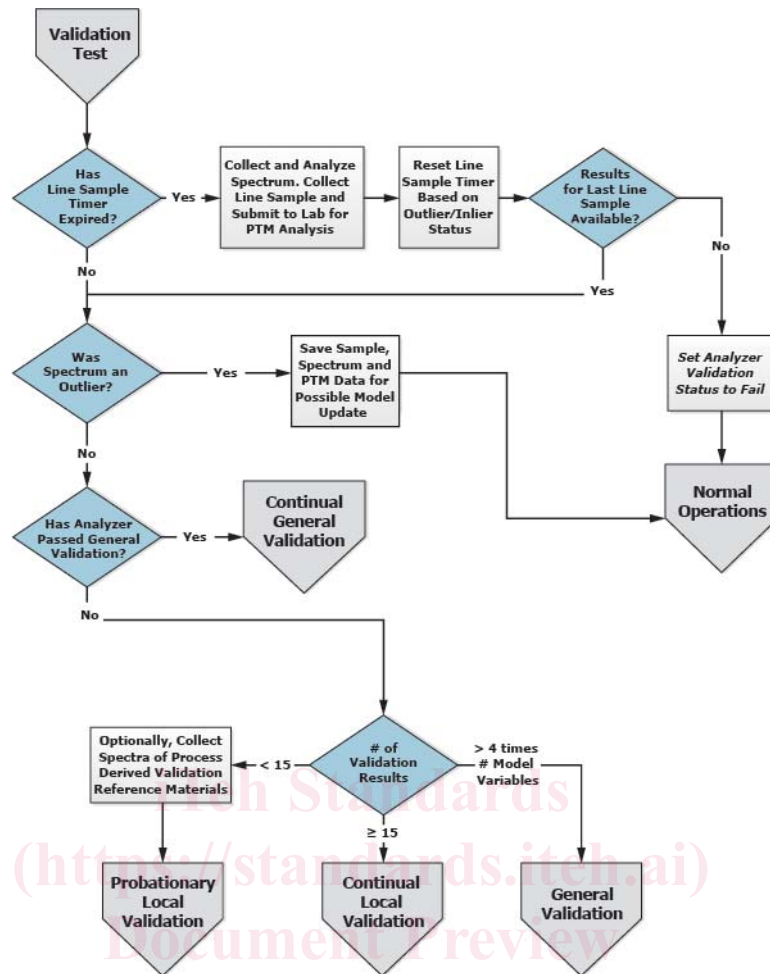 Validation
Test
Has
Line Sample
Timer
Expired?
Yes
Collect and Analyze
Spectrum. Collect
Line Sample and
Submit to Lab for
PTM Analysis
Reset Line
Sample Timer
Based on
Outlier/Inlier
Status
Results
for Last Line
Sample
Available?
No
No
Yes
Was
Spectrum an
Outlier?
Yes
Save Sample,
Spectrum and
PTM Data for
Possible Model
Update
Set Analyzer
Validation
Status to Fail
No
Normal
Operations
Has Analyzer
Passed General
Validation?
Yes
Continual
General
Validation
No
Optionally, Collect
Spectra of Process
Derived Validation
Reference Materials
< 15
# of
Validation
Results
> 4 times
# Model
Variables
≥ 15
Probationary
Local
Validation
Continual
Local
Validation
General
Validation
iTeh Standards
(https://standards.iteh.ai)
Document Preview